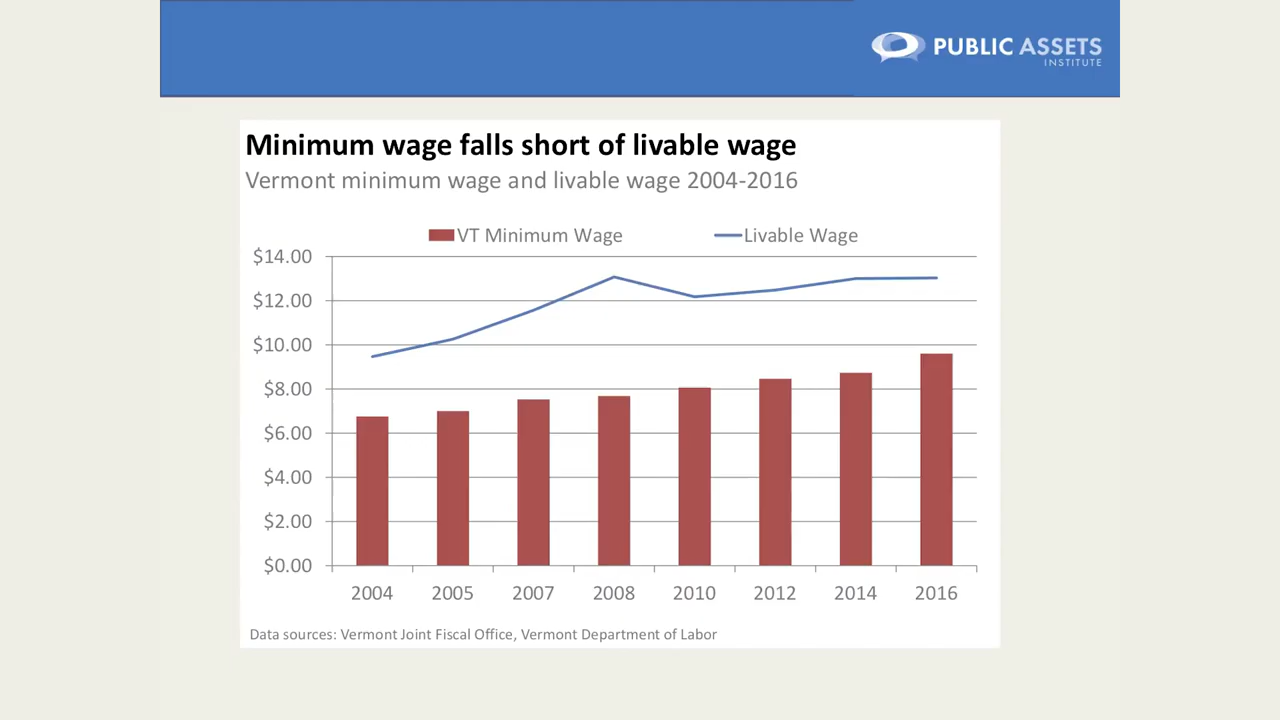 PUBLIC ASSETS
INSTITUTE
Minimum wage falls short of livable wage
Vermont minimum wage and livable wage 2004-2016
VT Minimum Wage Livable Wage
$14.00
$12.00
$10.00
$8.00
$6.00
$4.00
$2.00
$0.00
2004 2005 2007 2008 2010 2012 2014 2016
Data sources: Vermont Joint Fiscal Office, Vermont Department of Labor